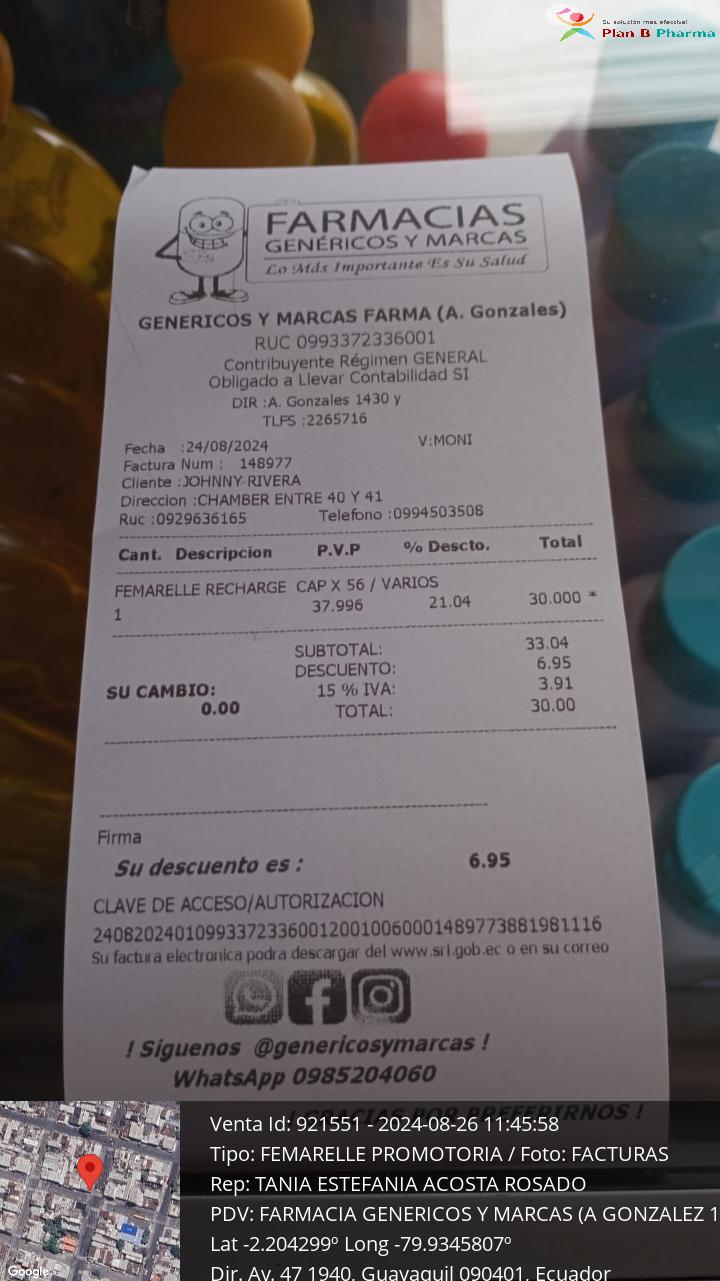 Su solución más efectiva!
Plan B Pharma
FARMACIAS
GENÉRICOS Y MARCAS
Lo Más Importante Es Su Salud
GENERICOS Y MARCAS FARMA (A. Gonzales)
RUC 0993372336001
Contribuyente Régimen GENERAL
Obligado a Llevar Contabilidad SI
DIR :A. Gonzales 1430 y
TLFS :2265716
Fecha :24/08/2024 V:MONI
Factura Num : 148977
Cliente :JOHNNY RIVERA
Direccion :CHAMBER ENTRE 40 Y 41
Ruc :0929636165 Telefono :0994503508
Cant. Descripcion P.V.P % Descto. Total
FEMARELLE RECHARGE CAP X 56 / VARIOS
1 37.996 21.04 30.000 *
SUBTOTAL: 33.04
DESCUENTO: 6.95
SU CAMBIO: 15 % IVA: 3.91
0.00 TOTAL: 30.00
Firma
Su descuento es : 6.95
CLAVE DE ACCESO/AUTORIZACION
2408202401099337233600120010060001489773881981116
Su factura electronica podra descargar del www.sri.gob.ec o en su correo
! Siguenos @genericosymarcas !
WhatsApp 0985204060
! GRACIAS POR PREFERIRNOS !
Venta Id: 921551 - 2024-08-26 11:45:58
Tipo: FEMARELLE PROMOTORIA / Foto: FACTURAS
Rep: TANIA ESTEFANIA ACOSTA ROSADO
PDV: FARMACIA GENERICOS Y MARCAS (A GONZALEZ 1
Lat -2.204299º Long -79.9345807º
Dir. Av. 47 1940, Guayaquil 090401, Ecuador
Google